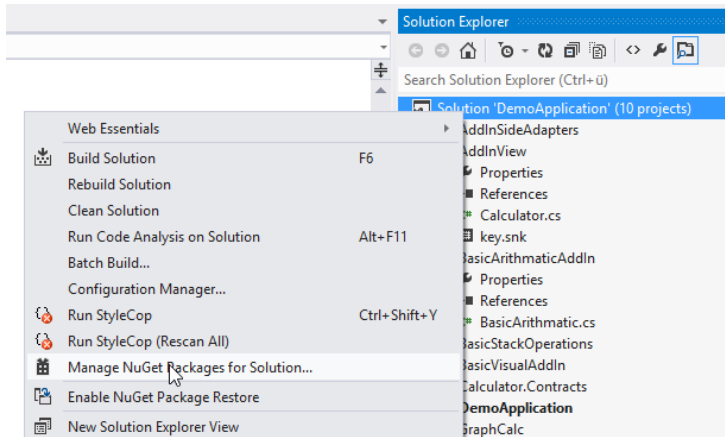 Solution Explorer
Search Solution Explorer (Ctrl+ü)
Solution 'DemoApplication' (10 projects)
AddInSideAdapters
AddInView
Properties
References
Calculator.cs
key.snk
BasicArithmaticAddIn
Properties
References
BasicArithmatic.cs
BasicStackOperations
BasicVisualAddIn
Calculator.Contracts
DemoApplication
GraphCalc
Web Essentials
Build Solution F6
Rebuild Solution
Clean Solution
Run Code Analysis on Solution Alt+F11
Batch Build...
Configuration Manager...
Run StyleCop Ctrl+Shift+Y
Run StyleCop (Rescan All)
Manage NuGet Packages for Solution...
Enable NuGet Package Restore
New Solution Explorer View